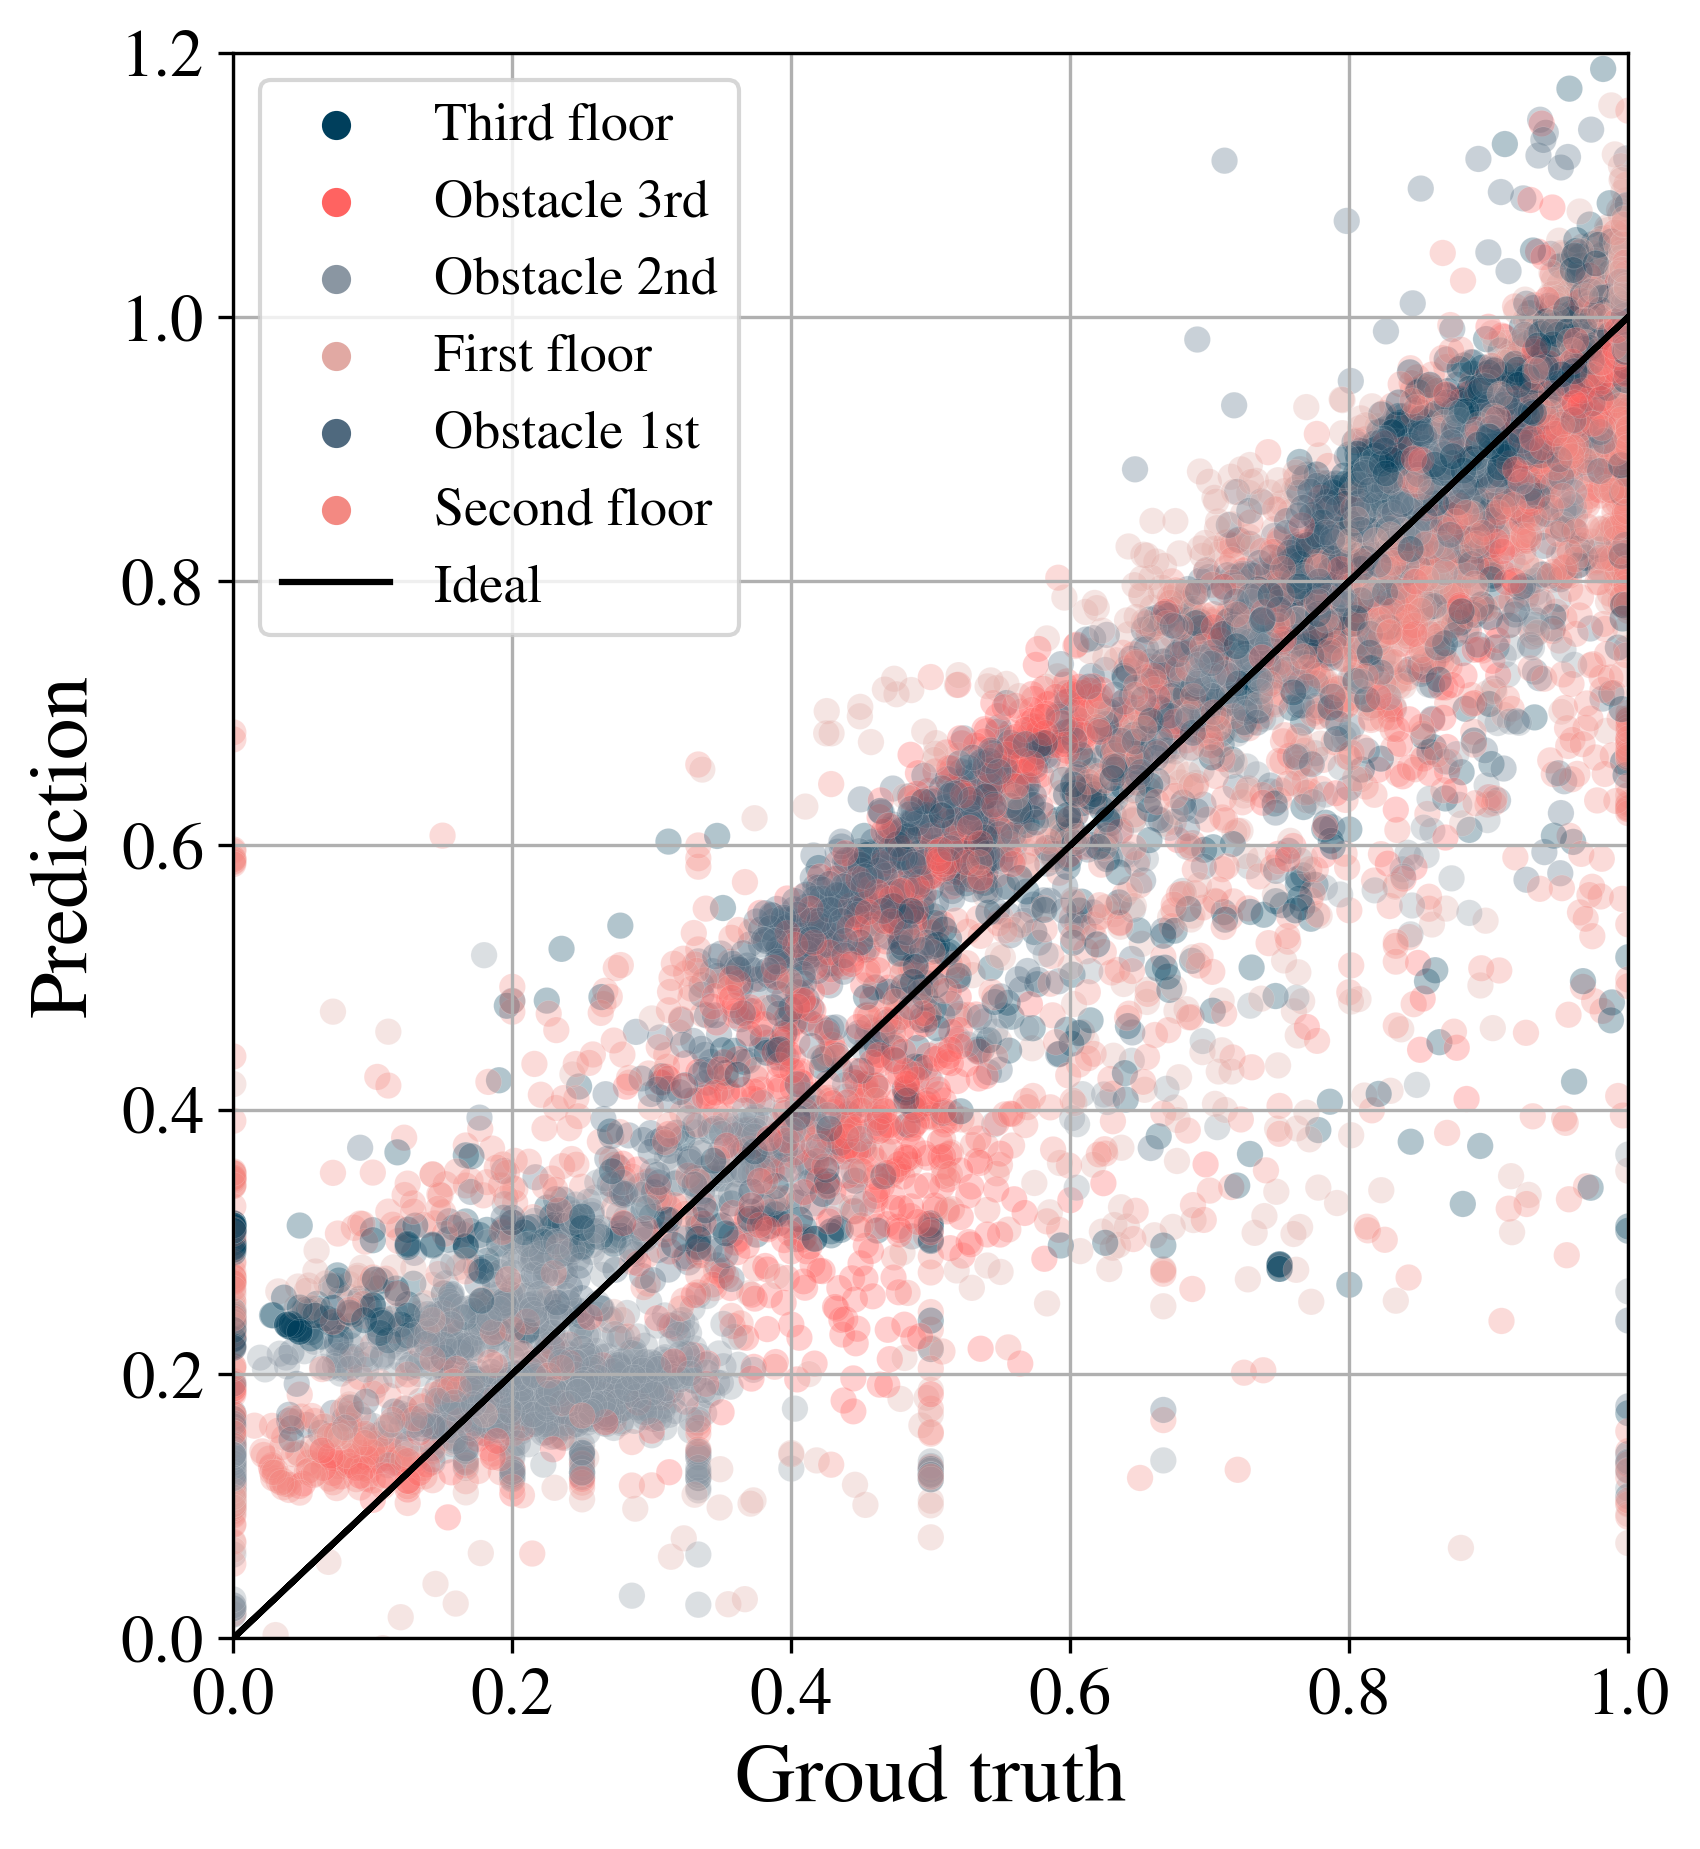 1.2
1.0
0.8
0.6
0.4
0.2
0.0
Prediction
Third floor
Obstacle 3rd
Obstacle 2nd
First floor
Obstacle 1st
Second floor
Ideal
0.0 0.2 0.4 0.6 0.8 1.0
Groud truth